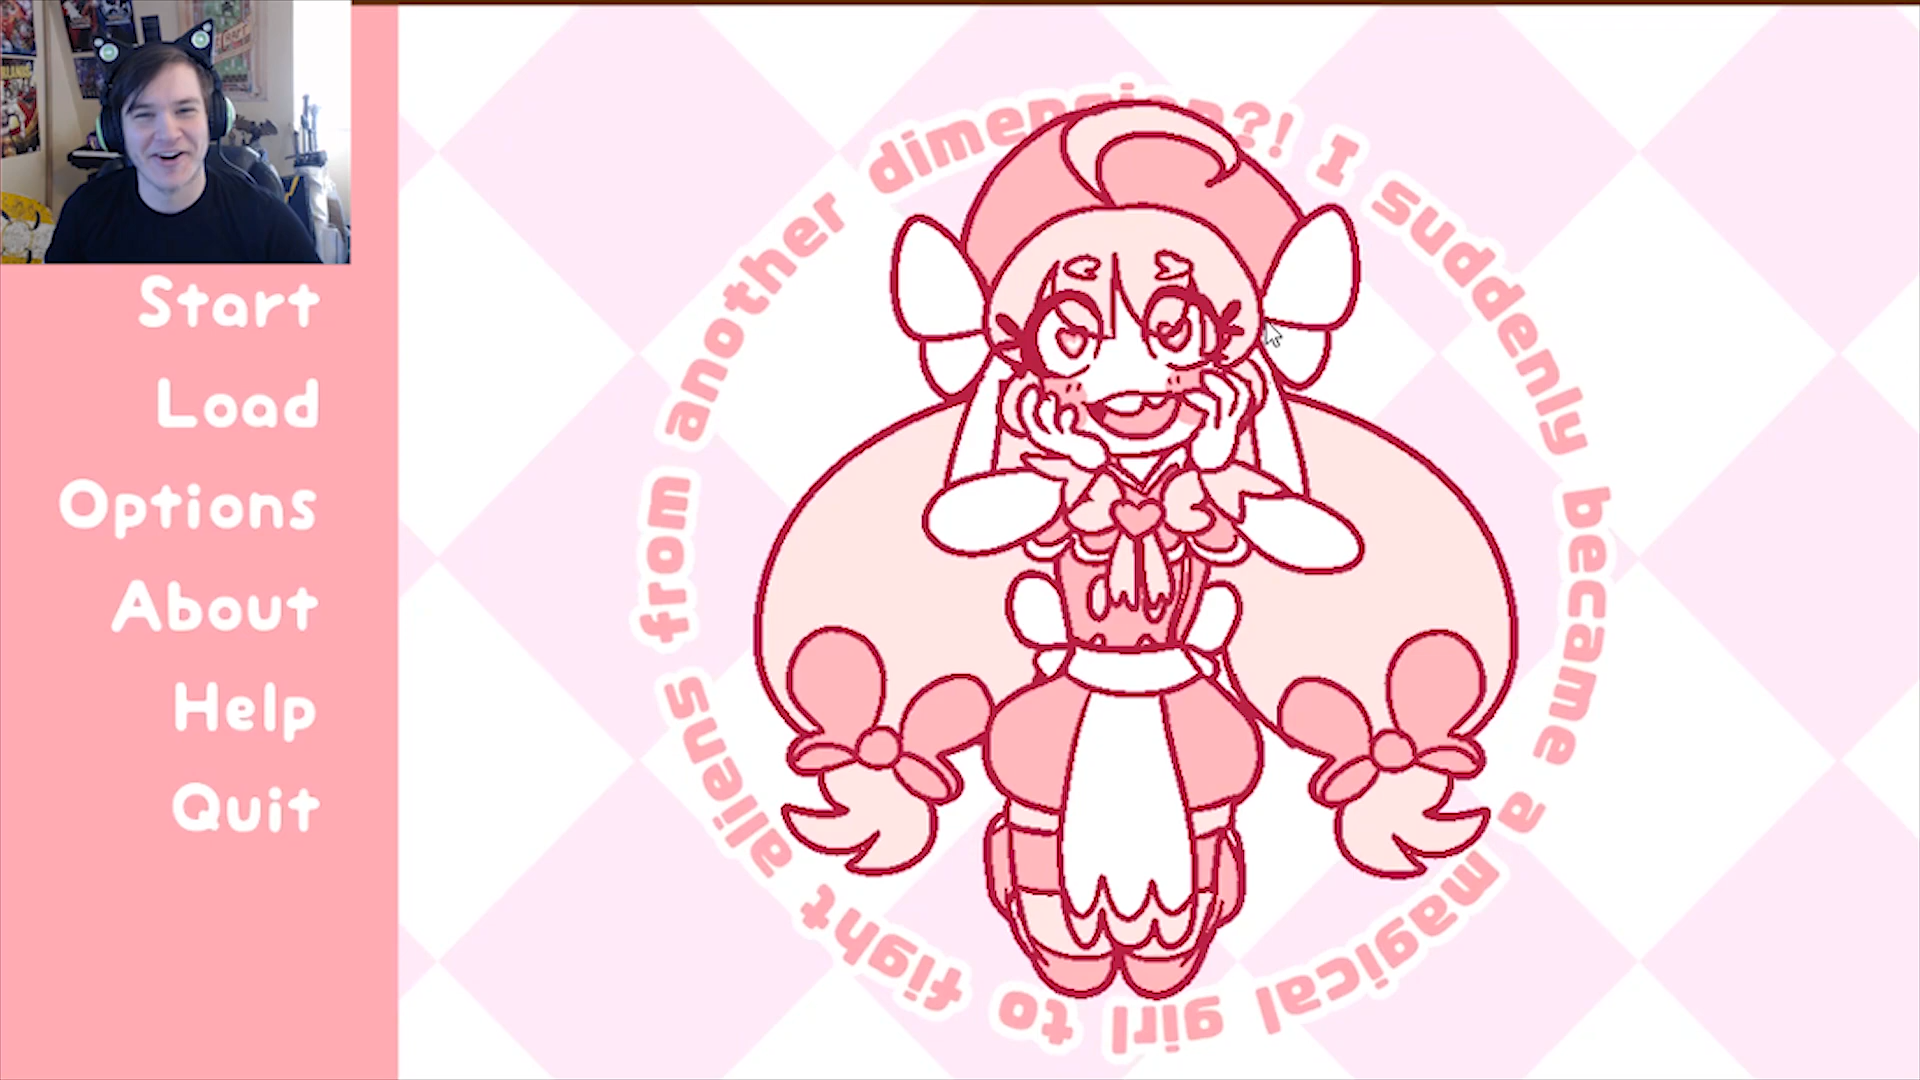 Start
Load
Options
About
Help
Quit
I suddenly became a magical girl to fight aliens from another dimension?!